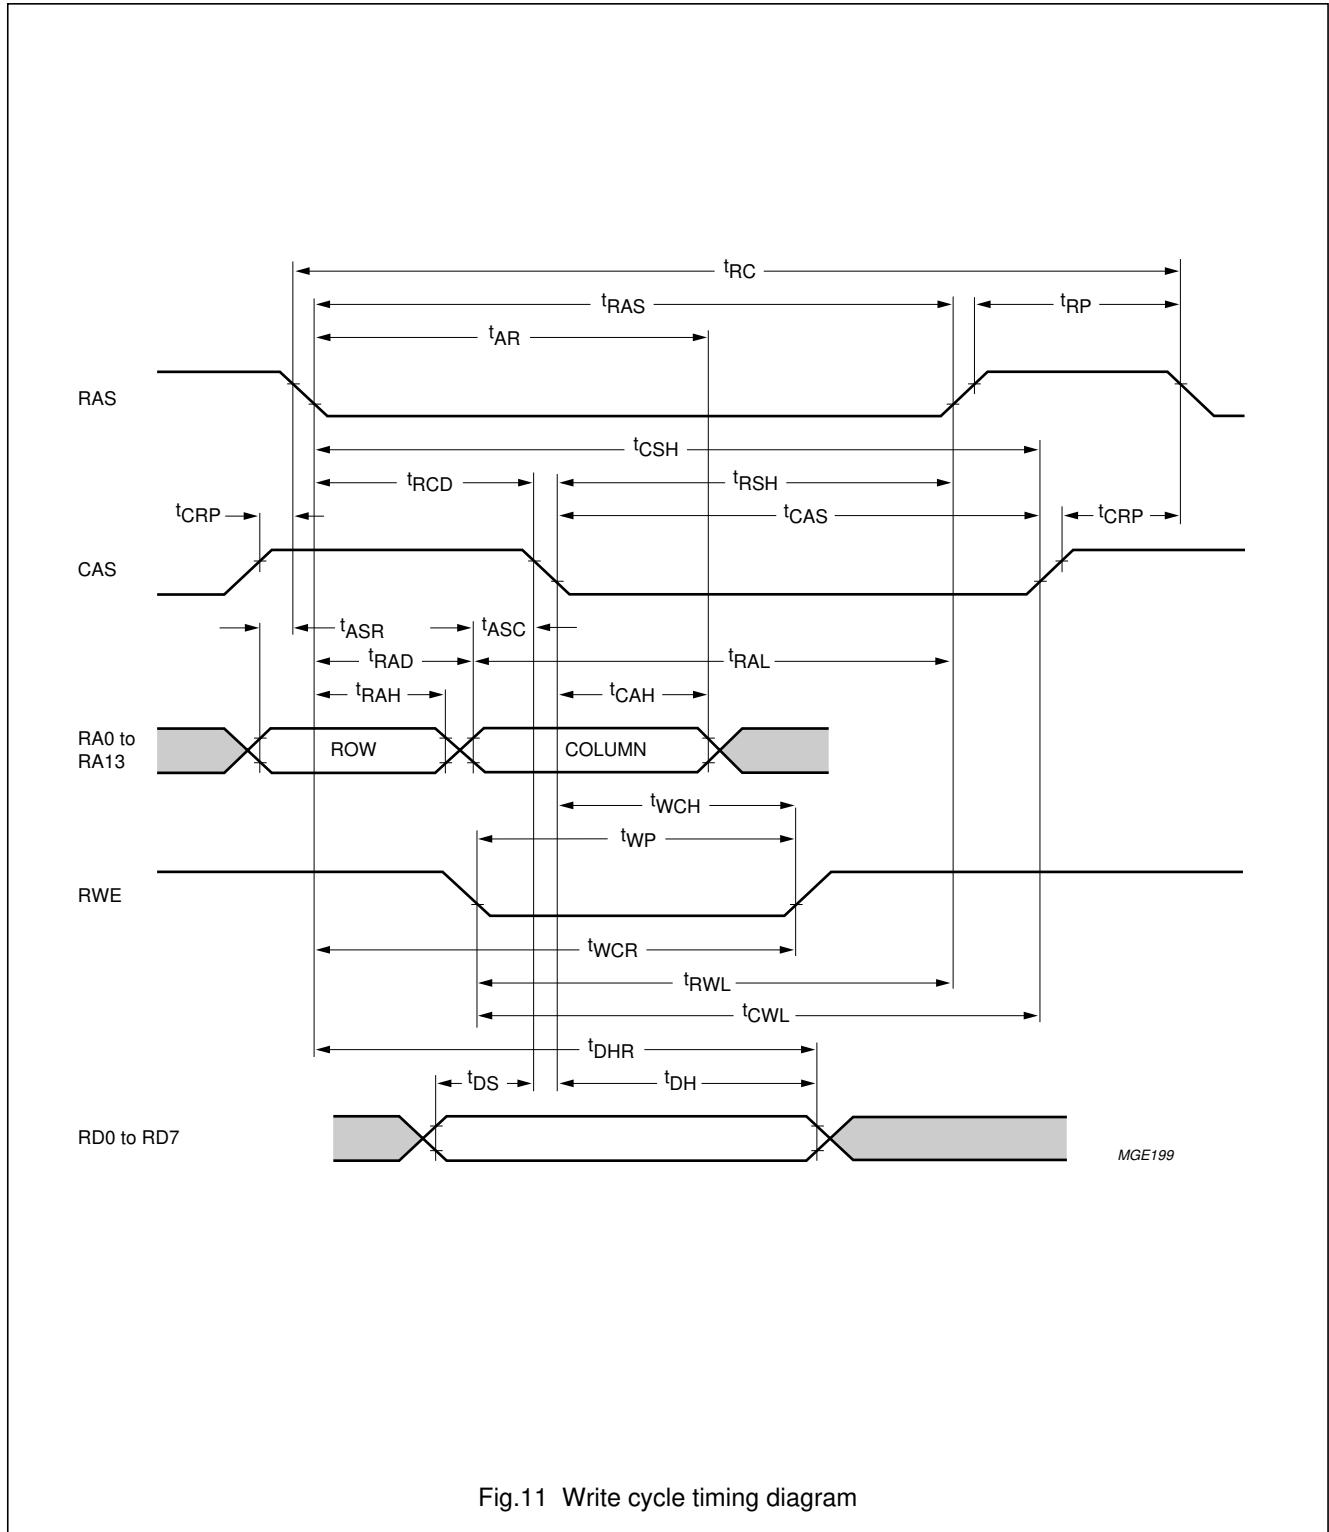 tRC
tRAS
tRP
tAR
RAS
tCSH
tRCD
tRSH
tCRP
tCAS
tCRP
CAS
tASR
tASC
tRAD
tRAL
tRAH
tCAH
RA0 to
RA13
ROW
COLUMN
tWCH
tWP
RWE
tWCR
tRWL
tCWL
tDHR
tDS
tDH
RD0 to RD7
MGE199
Fig.11 Write cycle timing diagram